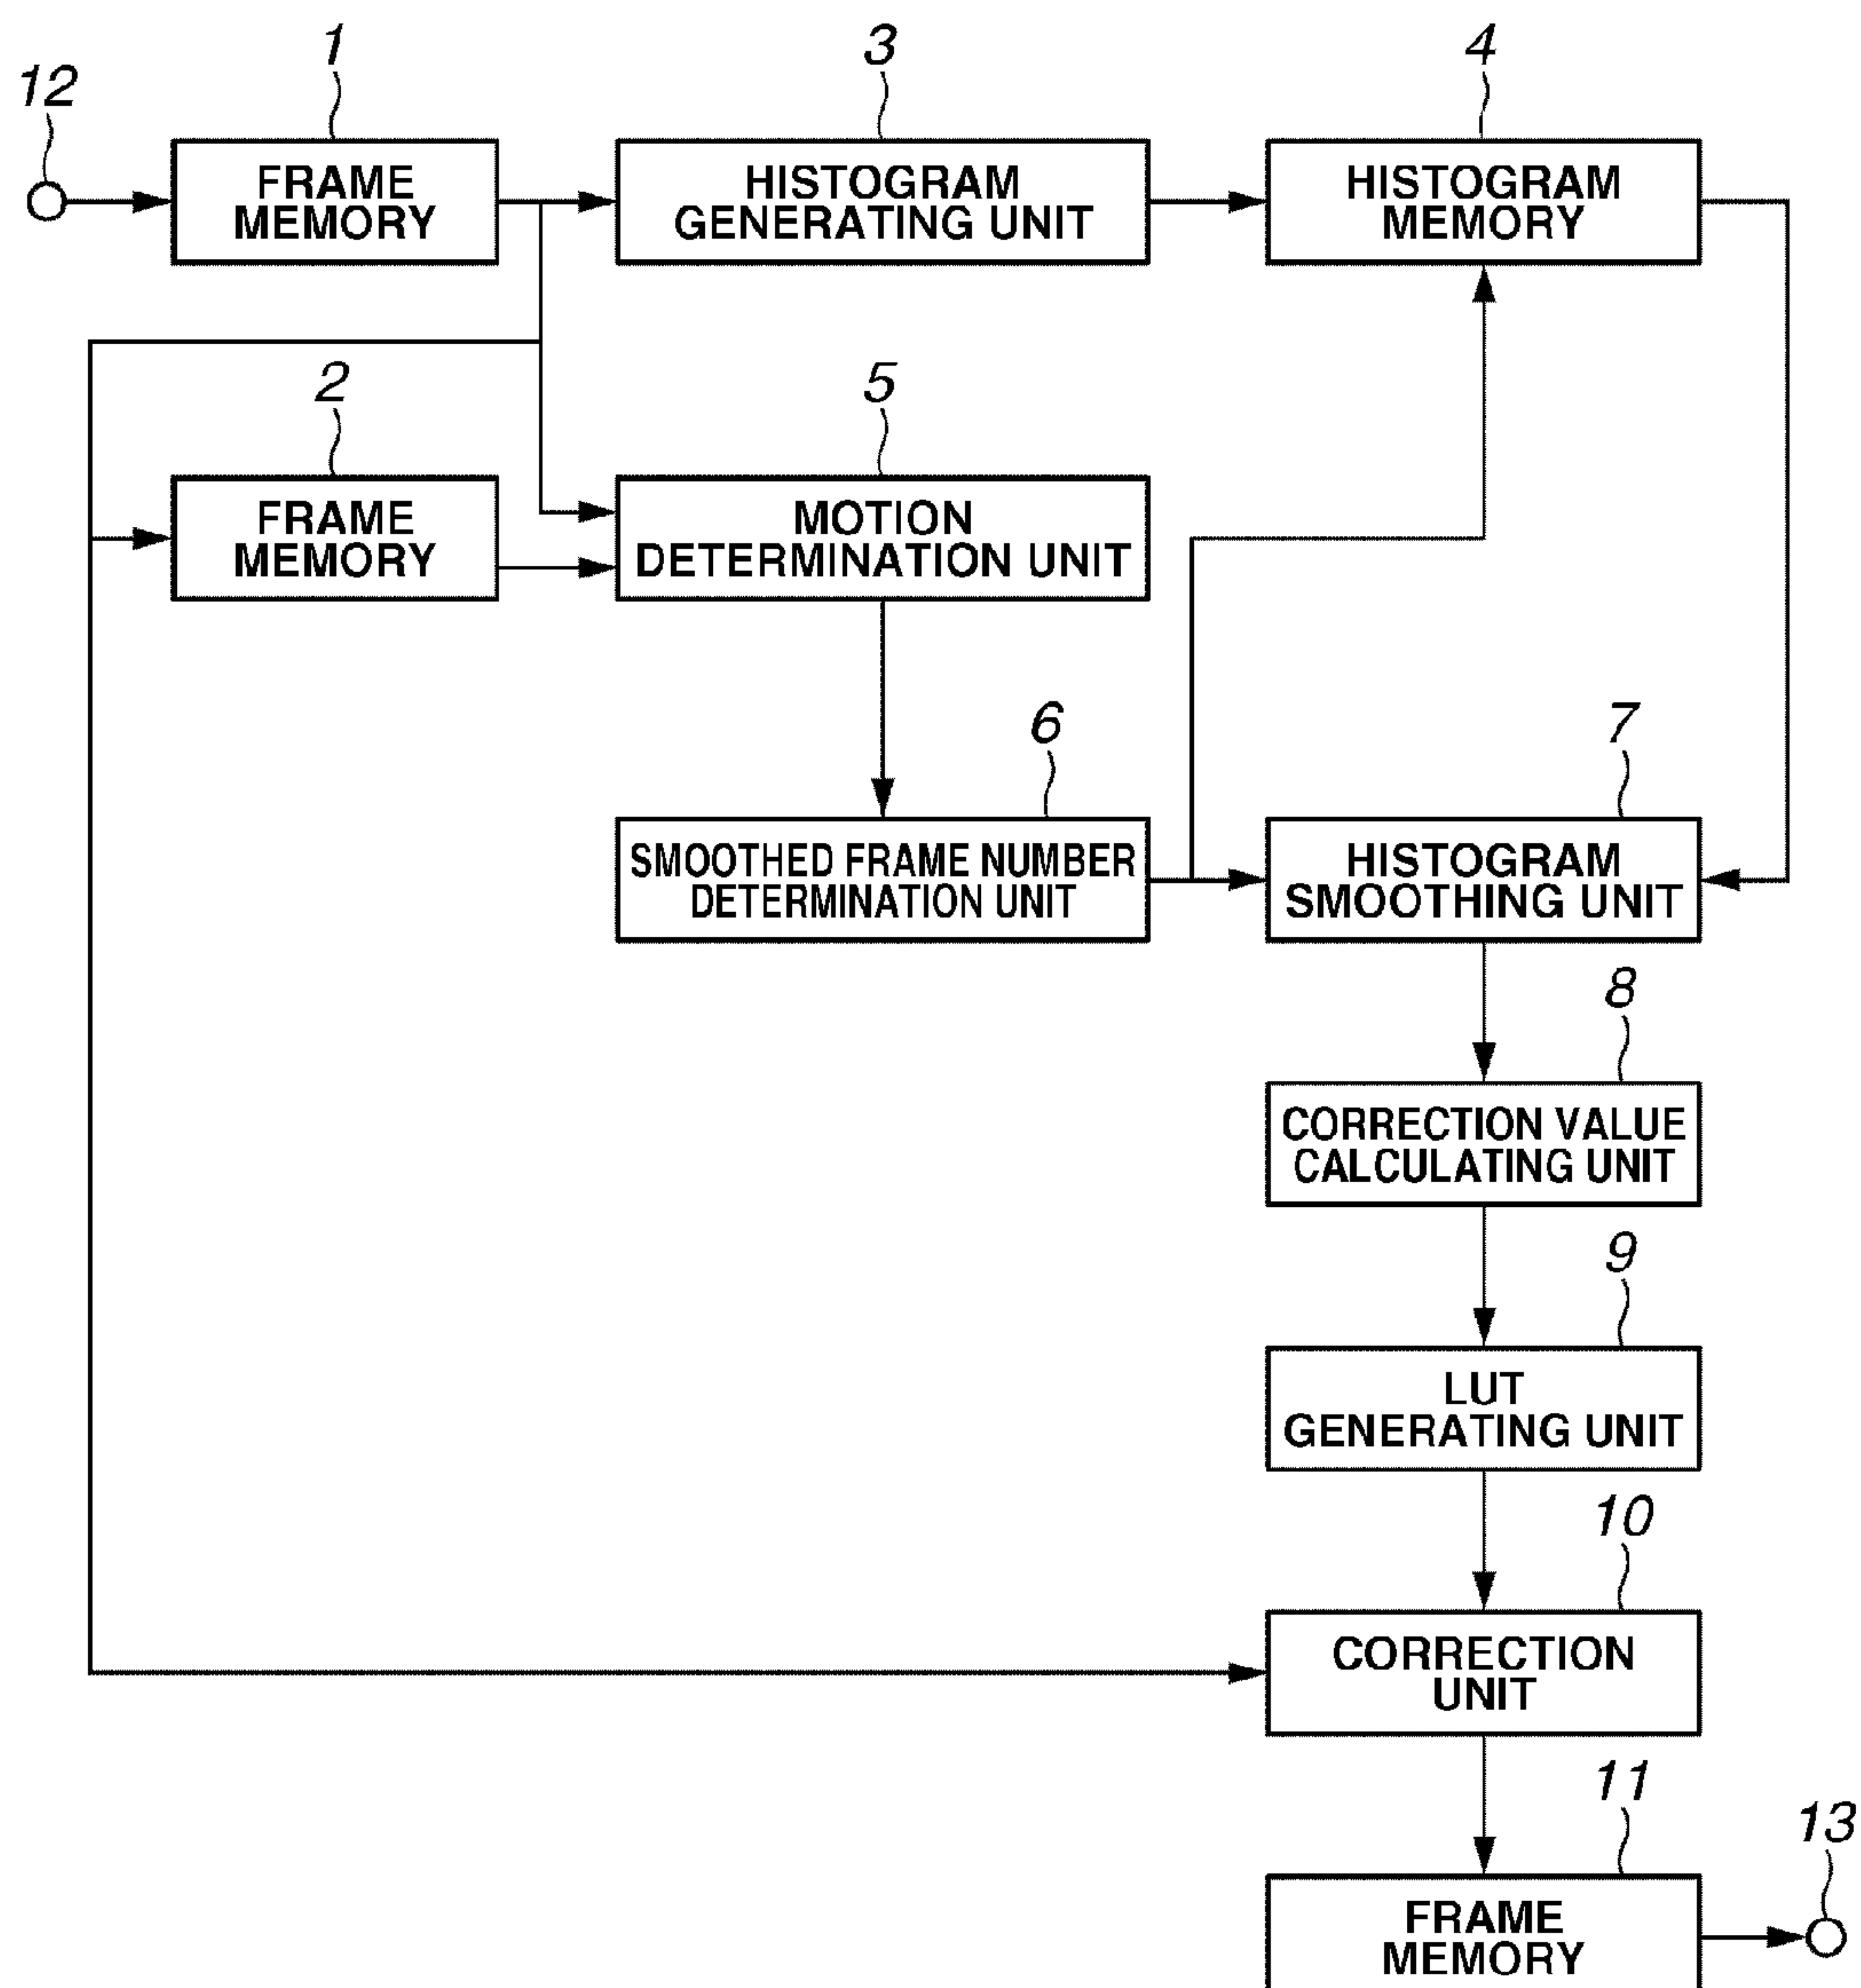 12
1
FRAME
MEMORY
3
HISTOGRAM
GENERATING UNIT
4
HISTOGRAM
MEMORY
2
FRAME
MEMORY
5
MOTION
DETERMINATION UNIT
6
SMOOTHED FRAME NUMBER
DETERMINATION UNIT
7
HISTOGRAM
SMOOTHING UNIT
8
CORRECTION VALUE
CALCULATING UNIT
9
LUT
GENERATING UNIT
10
CORRECTION
UNIT
11
FRAME
MEMORY
13